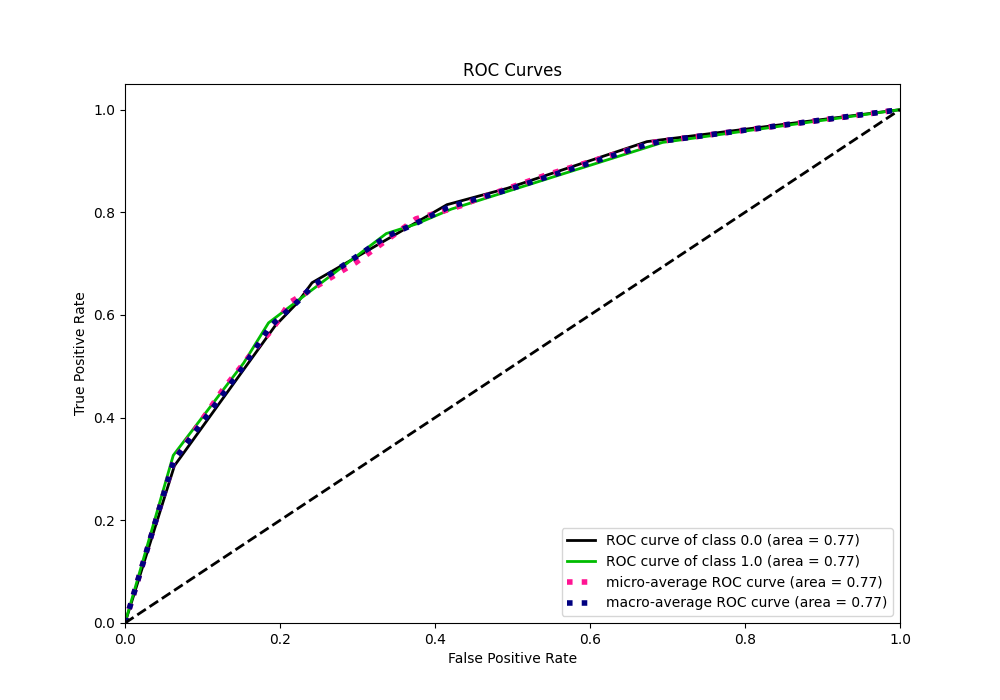 ROC Curves
True Positive Rate
1.0
0.8
0.6
0.4
0.2
0.0
0.0 0.2 0.4 0.6 0.8 1.0
False Positive Rate
ROC curve of class 0.0 (area = 0.77)
ROC curve of class 1.0 (area = 0.77)
micro-average ROC curve (area = 0.77)
macro-average ROC curve (area = 0.77)